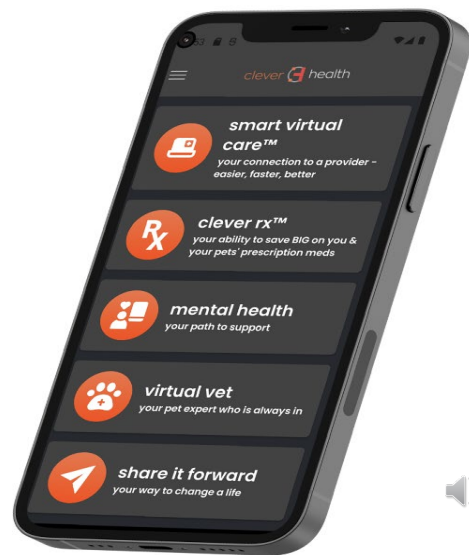 clever health
smart virtual
care™
your connection to a provider -
easier, faster, better
clever rx™
your ability to save BIG on you &
your pets' prescription meds
mental health
your path to support
virtual vet
your pet expert who is always in
share it forward
your way to change a life